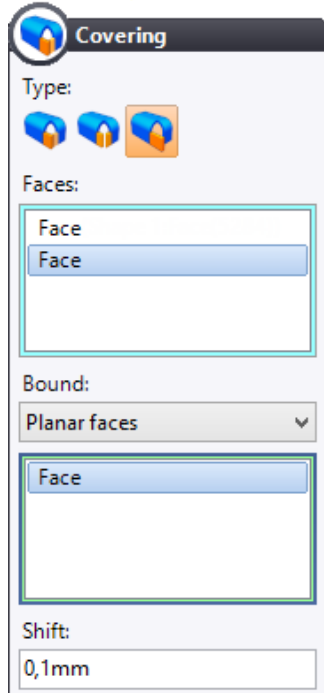 Covering
Type:
Faces:
Face
Face
Bound:
Planar faces
Face
Shift:
0,1mm